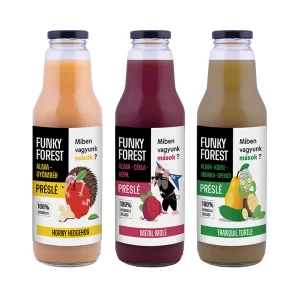 FUNKY
FOREST
ALMA-
GYÖMBÉR
PRÉSLÉ
100%
Miben
vagyunk
mások?
HORNY HEDGEHOG
FUNKY
FOREST
ALMA-CÉKLA-
RÉPA
PRÉSLÉ
100%
Miben
vagyunk
mások?
METAL MOLE
FUNKY
FOREST
ALMA-KÖRTE-
UBORKA-SPENÓT
PRÉSLÉ
100%
Miben
vagyunk
mások?
TRANQUIL TURTLE